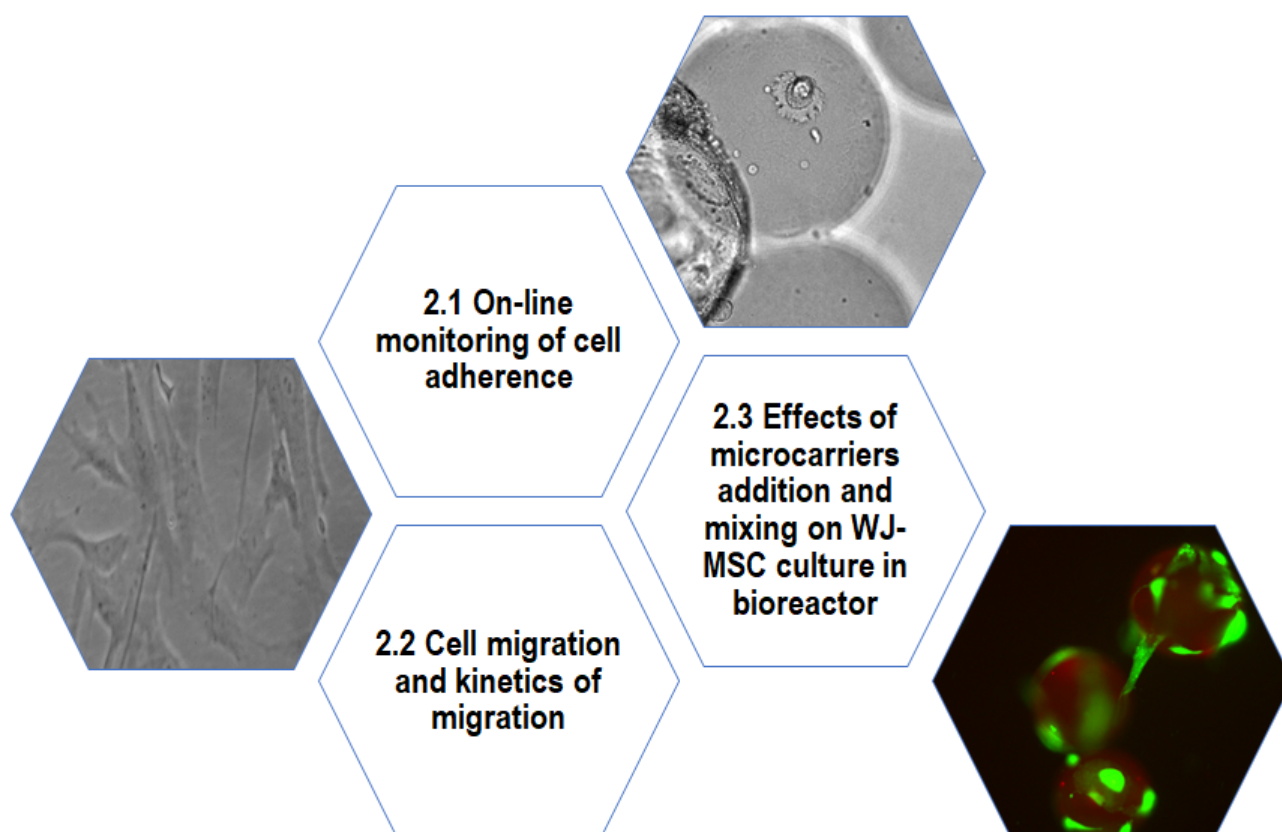 2.1 On-line
monitoring of cell
adherence
2.3 Effects of
microcarriers
addition and
mixing on WJ-
MSC culture in
bioreactor
2.2 Cell migration
and kinetics of
migration